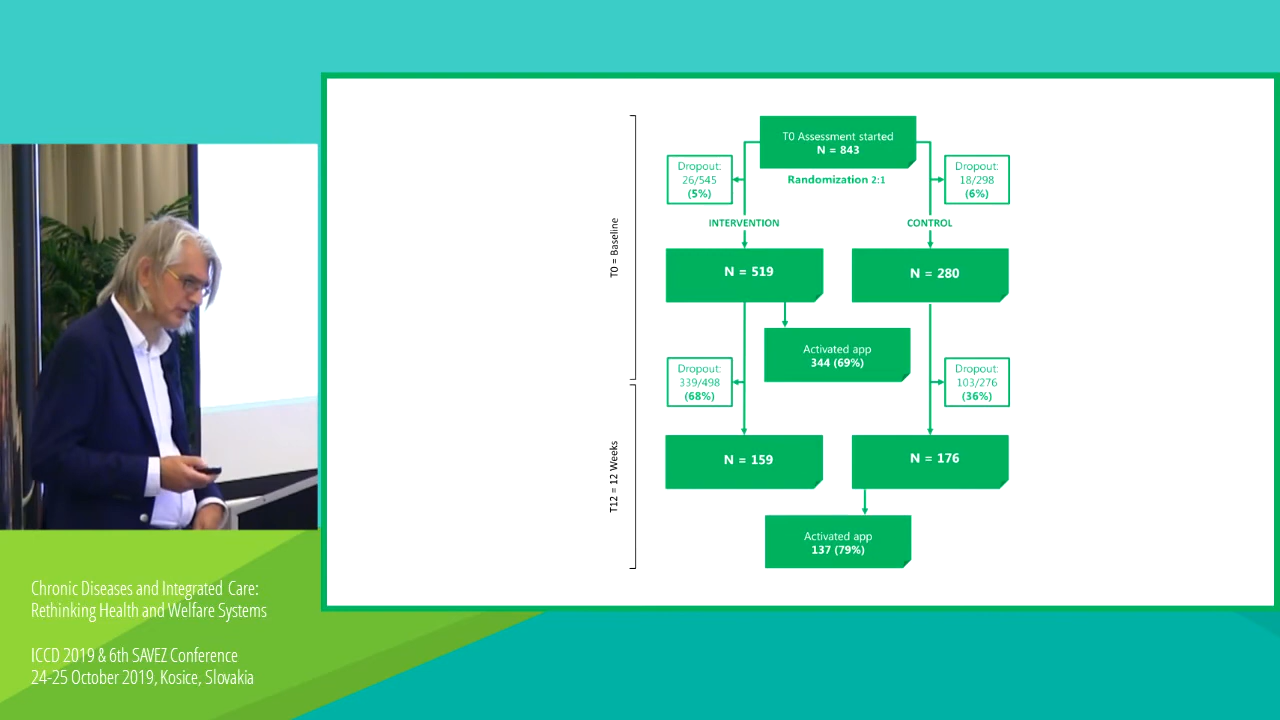 T0 Assessment started
N = 843
Dropout:
26/545
(5%)
Randomization 2:1
Dropout:
18/298
(6%)
INTERVENTION
CONTROL
T0 = Baseline
N = 519
N = 280
Activated app
344 (69%)
Dropout:
339/498
(68%)
Dropout:
103/276
(36%)
T12 = 12 Weeks
N = 159
N = 176
Activated app
137 (79%)
Chronic Diseases and Integrated Care:
Rethinking Health and Welfare Systems
ICCD 2019 & 6th SAVEZ Conference
24-25 October 2019, Kosice, Slovakia